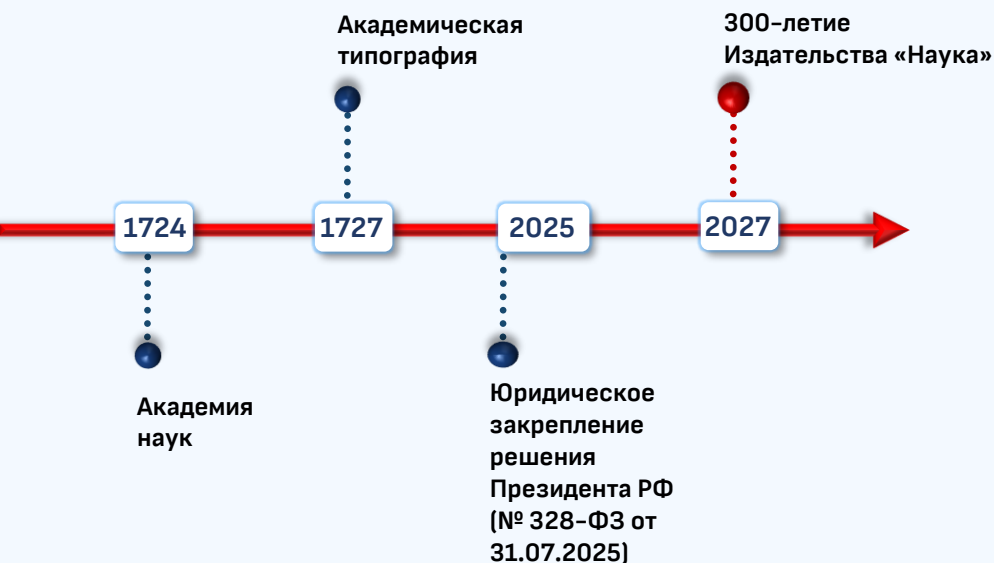 Академическая
типография
300-летие
Издательства «Наука»
1724
1727
2025
2027
Академия
наук
Юридическое
закрепление
решения
Президента РФ
(№ 328-ФЗ от
31.07.2025)